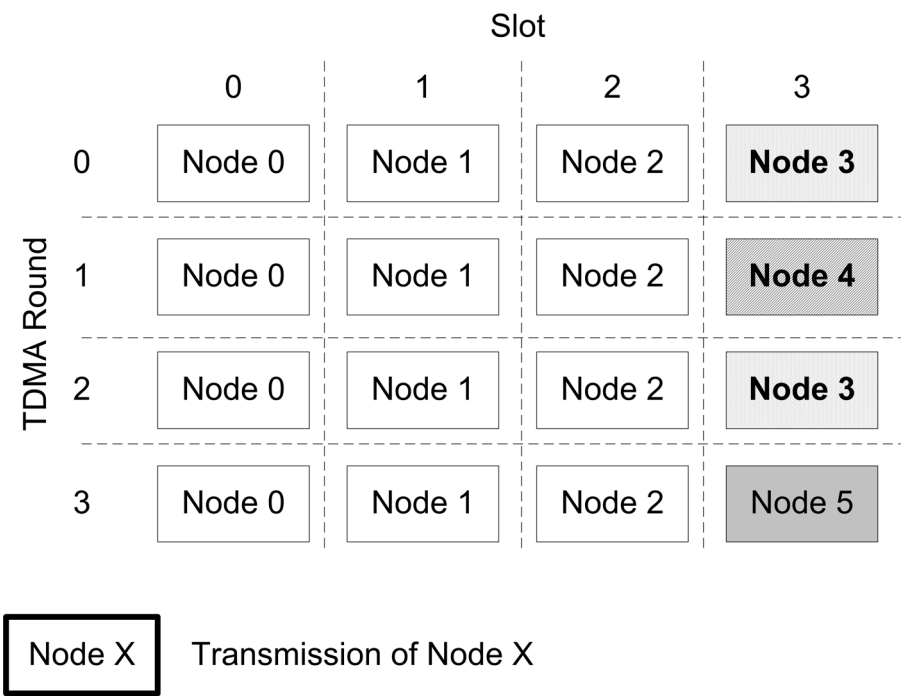 Slot
0 1 2 3
0 Node 0 Node 1 Node 2 Node 3
TDMA Round
1 Node 0 Node 1 Node 2 Node 4
2 Node 0 Node 1 Node 2 Node 3
3 Node 0 Node 1 Node 2 Node 5
Node X Transmission of Node X